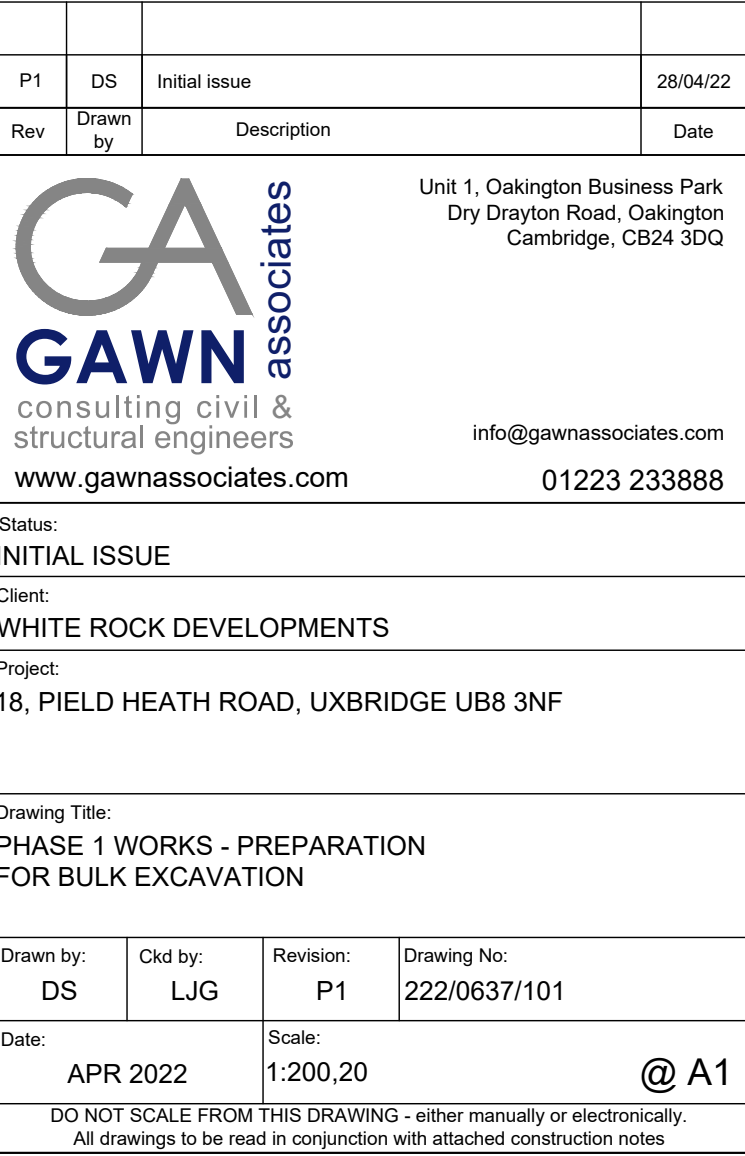 P1 DS Initial issue 28/04/22
Rev Drawn by Description Date
GA
GAWN
associates
consulting civil &
structural engineers
www.gawnassociates.com
Unit 1, Oakington Business Park
Dry Drayton Road, Oakington
Cambridge, CB24 3DQ
info@gawnassociates.com
01223 233888
Status:
INITIAL ISSUE
Client:
WHITE ROCK DEVELOPMENTS
Project:
18, PIELD HEATH ROAD, UXBRIDGE UB8 3NF
Drawing Title:
PHASE 1 WORKS - PREPARATION
FOR BULK EXCAVATION
Drawn by: Ckd by: Revision: Drawing No:
DS LJG P1 222/0637/101
Date: Scale:
APR 2022 1:200,20 @ A1
DO NOT SCALE FROM THIS DRAWING - either manually or electronically.
All drawings to be read in conjunction with attached construction notes